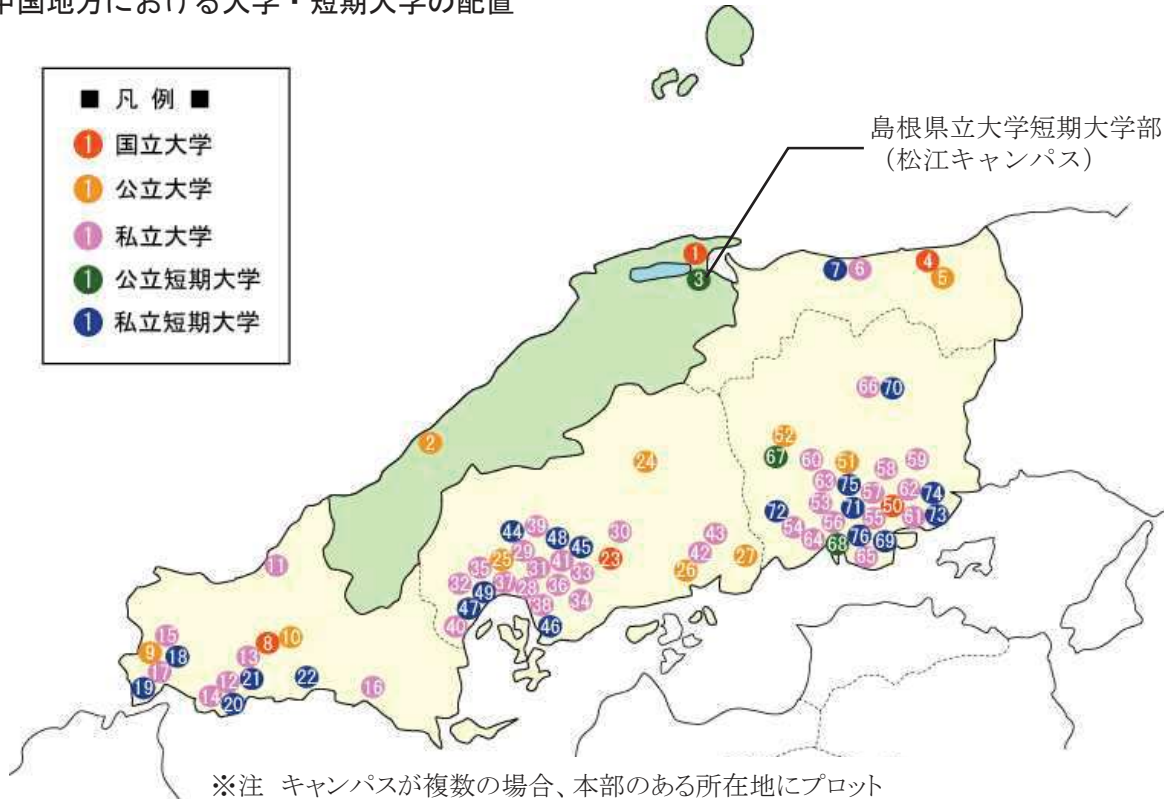 中国地方における大学・短期大学の配置
■ 凡 例 ■
1 国立大学
1 公立大学
1 私立大学
1 公立短期大学
1 私立短期大学
島根県立大学短期大学部
（松江キャンパス）
1
3
7 6 4
5
66 70
2
52
67 60 51 58 59
24
63 75 57 62 74
53 71 50
72 54 56 55 61 73
64 68 76 69
65
44 39 48 45 30 43
25 29 41 23 42 27
35 31 33 26
32 37 28 36
49 34
47 38
40 46
11
15 8 10
9 18 13
17 12 21 22
19 14 20 16
※注 キャンパスが複数の場合、本部のある所在地にプロット